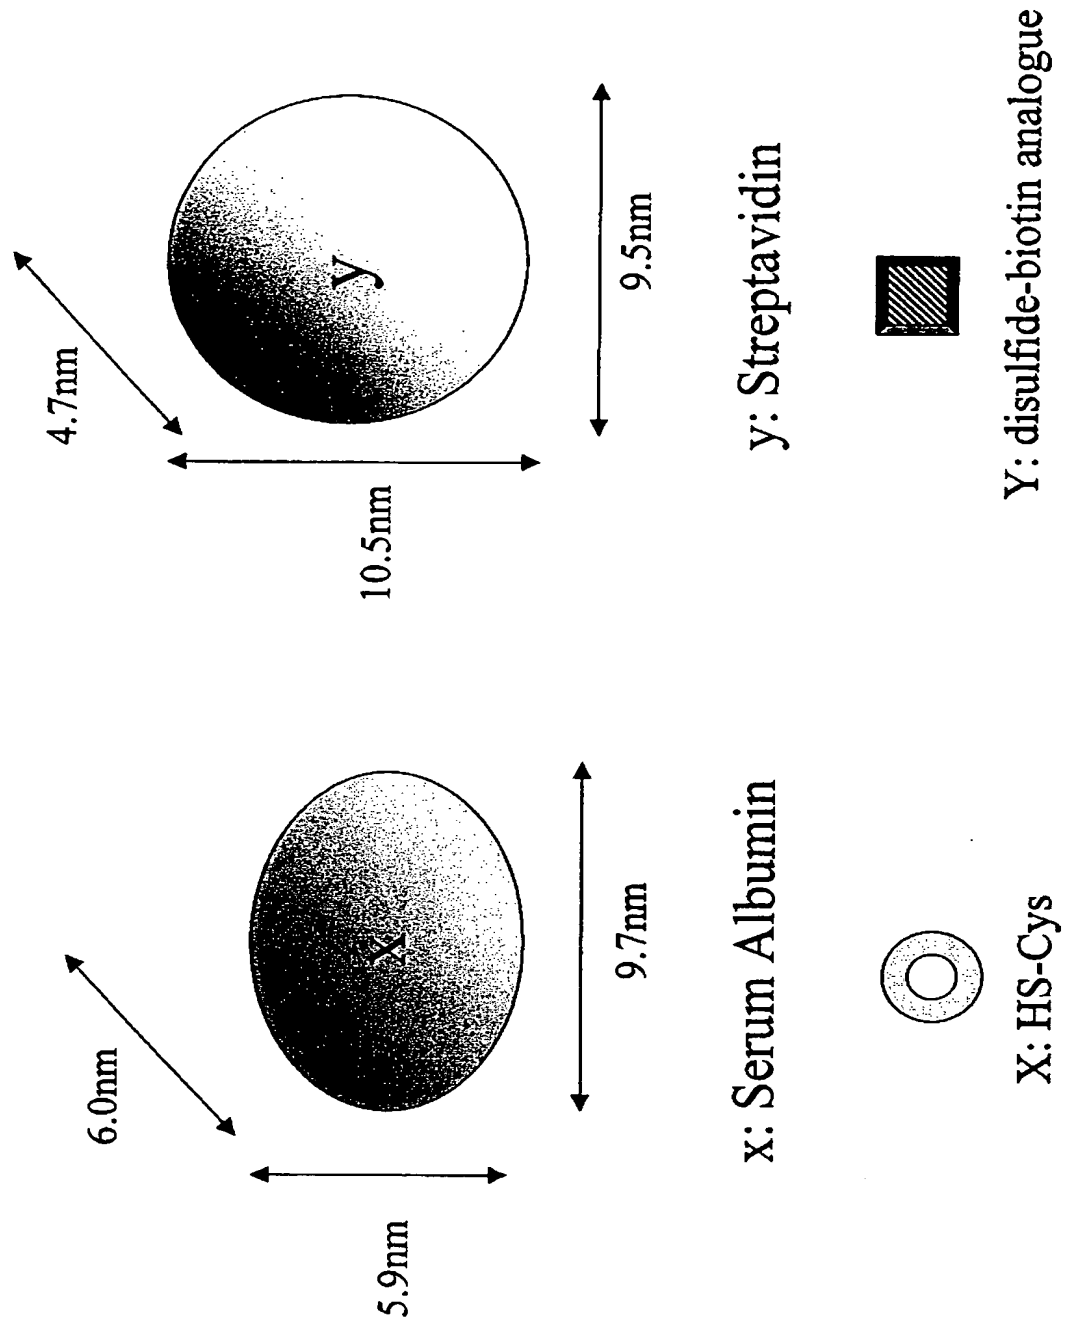 6.0nm
5.9nm
x
9.7nm
x: Serum Albumin
X: HS-Cys
4.7nm
10.5nm
y
9.5nm
y: Streptavidin
Y: disulfide-biotin analogue